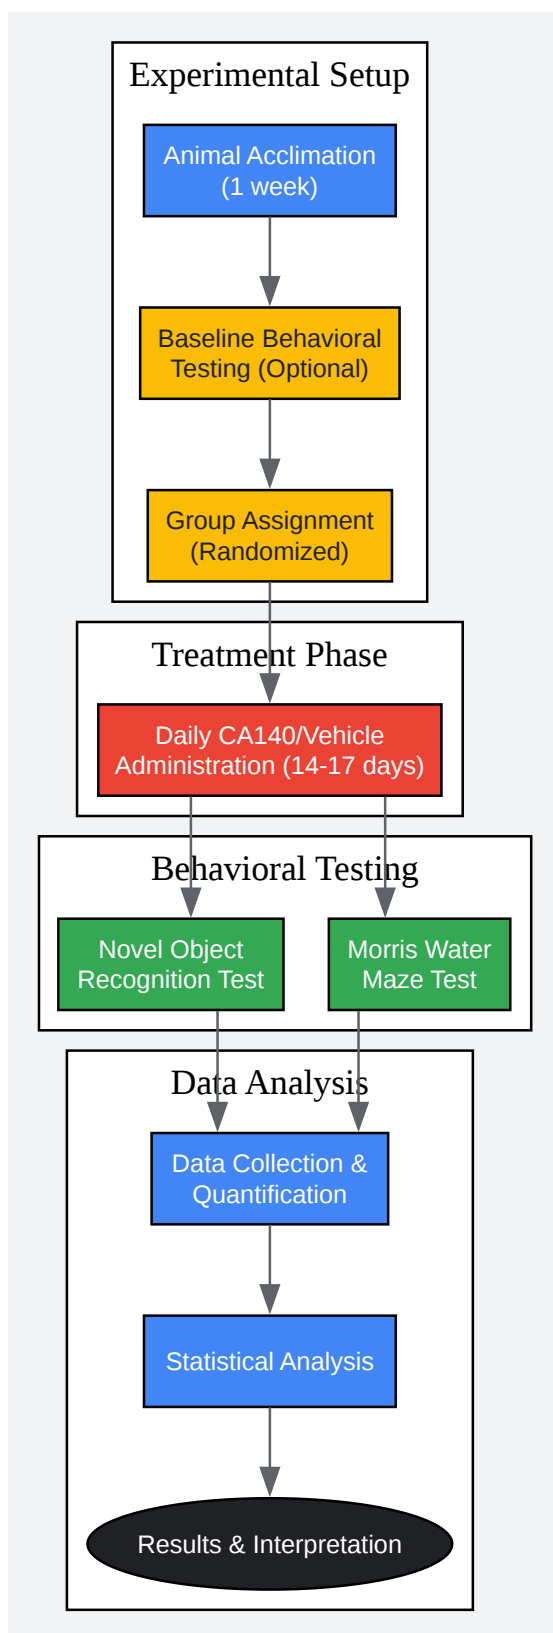 Experimental Setup
Animal Acclimation
(1 week)
Baseline Behavioral
Testing (Optional)
Group Assignment
(Randomized)
Treatment Phase
Daily CA140/Vehicle
Administration (14-17 days)
Behavioral Testing
Novel Object
Recognition Test
Morris Water
Maze Test
Data Analysis
Data Collection &
Quantification
Statistical Analysis
Results & Interpretation